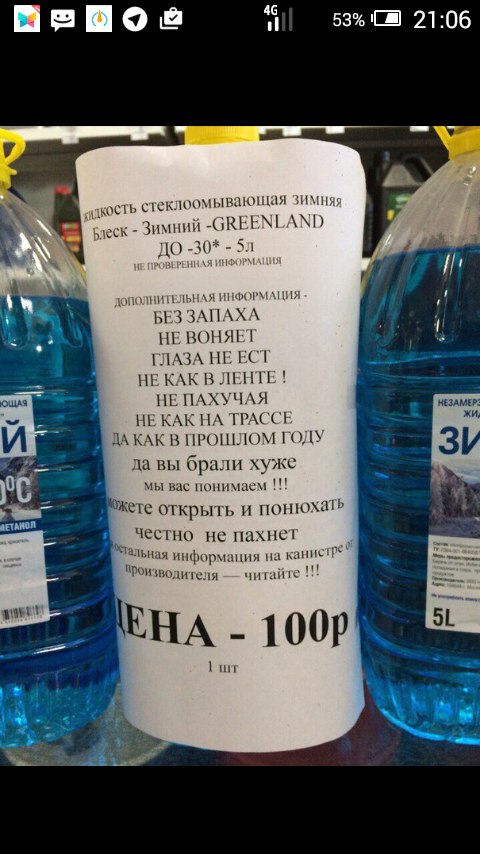 4G 53% 21:06
жидкость стеклоомывающая зимняя
Блеск - Зимний -GREENLAND
ДО -30* - 5л
НЕ ПРОВЕРЕННАЯ ИНФОРМАЦИЯ
ДОПОЛНИТЕЛЬНАЯ ИНФОРМАЦИЯ -
БЕЗ ЗАПАХА
НЕ ВОНЯЕТ
ГЛАЗА НЕ ЕСТ
НЕ КАК В ЛЕНТЕ !
НЕ ПАХУЧАЯ
НЕ КАК НА ТРАССЕ
ДА КАК В ПРОШЛОМ ГОДУ
да вы брали хуже
мы вас понимаем !!!
можете открыть и понюхать
честно не пахнет
остальная информация на канистре от
производителя — читайте !!!
ЦЕНА - 100р
1 шт
Й
0°C
МЕТАНОЛ
НЕЗАМЕРЗ
ЗИ
5L